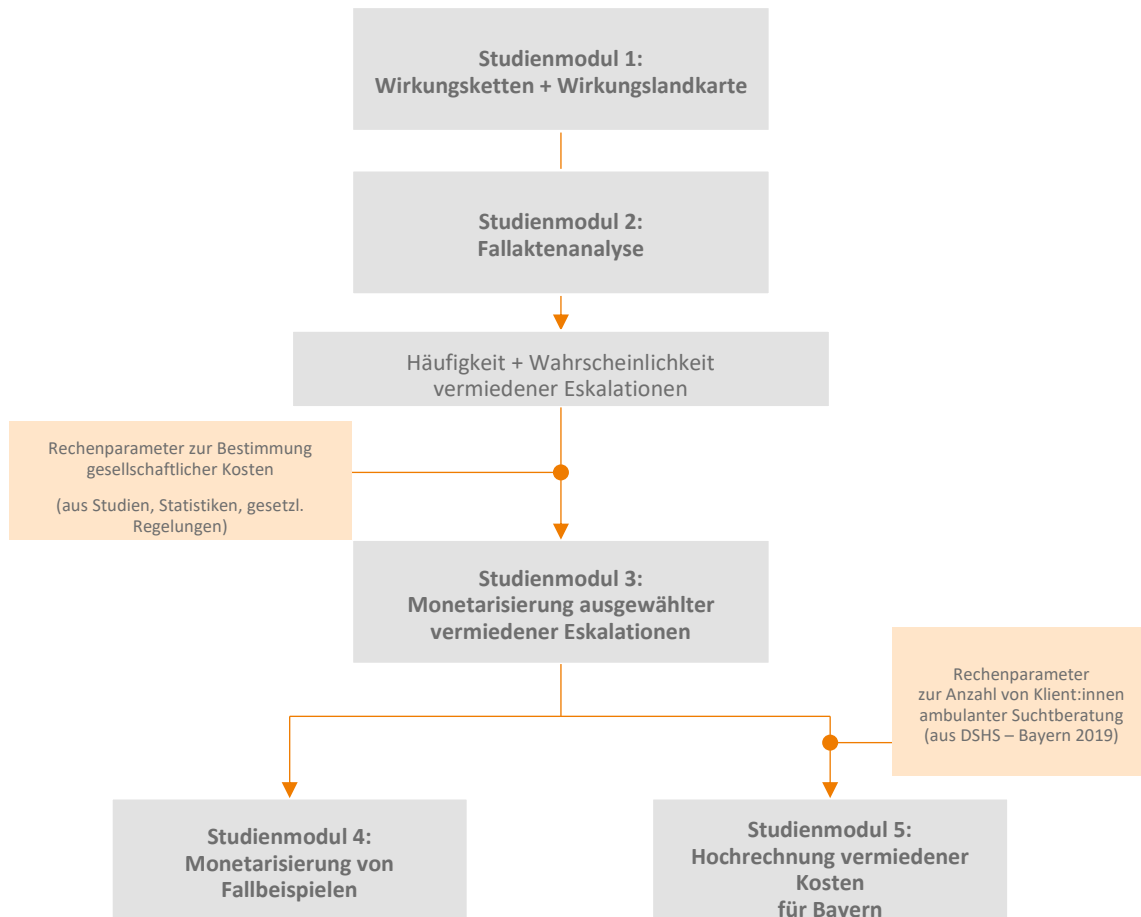 Studienmodul 1:
Wirkungsketten + Wirkungslandkarte
Studienmodul 2:
Fallaktenanalyse
Häufigkeit + Wahrscheinlichkeit
vermiedener Eskalationen
Rechenparameter zur Bestimmung
gesellschaftlicher Kosten
(aus Studien, Statistiken, gesetzl.
Regelungen)
Studienmodul 3:
Monetarisierung ausgewählter
vermiedener Eskalationen
Rechenparameter
zur Anzahl von Klient:innen
ambulanter Suchtberatung
(aus DSHS – Bayern 2019)
Studienmodul 4:
Monetarisierung von
Fallbeispielen
Studienmodul 5:
Hochrechnung vermiedener
Kosten
für Bayern